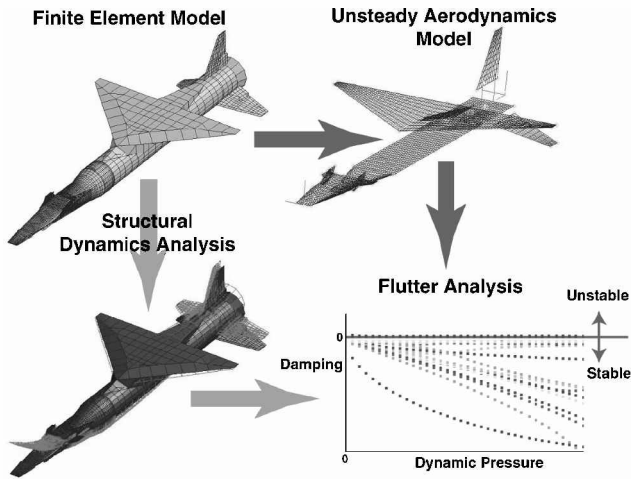 Finite Element Model
Unsteady Aerodynamics
Model
Structural
Dynamics Analysis
Flutter Analysis
Unstable
0
Damping
Stable
0
Dynamic Pressure